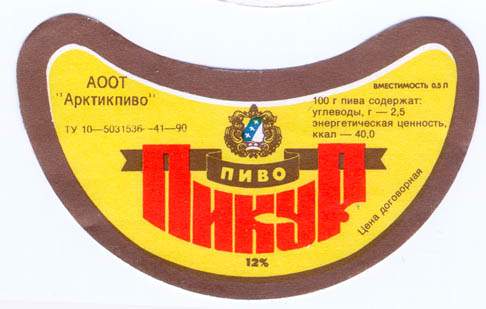 АООТ
"Арктикпиво"
ТУ 10—5031536-41—90
ВМЕСТИМОСТЬ 0,5 Л
100 г пива содержат:
углеводы, г — 2,5
энергетическая ценность,
ккал — 40,0
ПИВО
ПИКУР
12%
Цена договорная